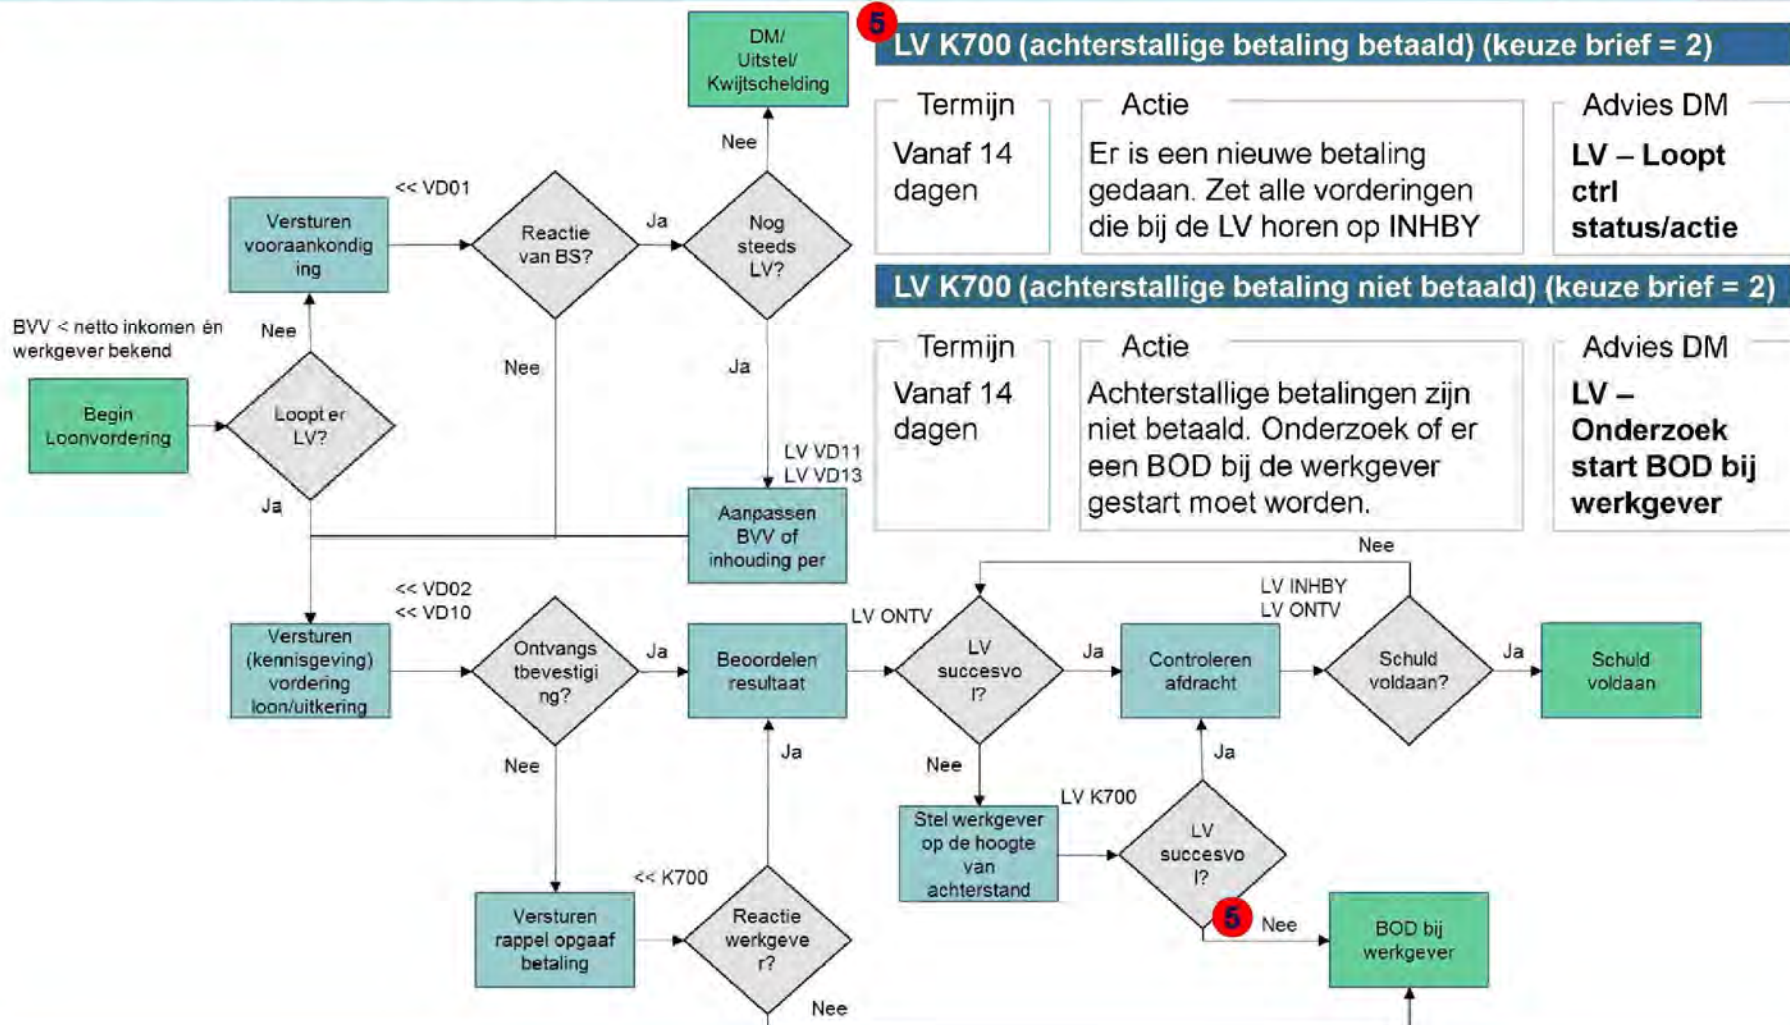 5
LV K700 (achterstallige betaling betaald) (keuze brief = 2)
Termijn
Vanaf 14
dagen
Actie
Er is een nieuwe betaling
gedaan. Zet alle vorderingen
die bij de LV horen op INHBY
Advies DM
LV – Loopt
ctrl
status/actie
LV K700 (achterstallige betaling niet betaald) (keuze brief = 2)
Termijn
Vanaf 14
dagen
Actie
Achterstallige betalingen zijn
niet betaald. Onderzoek of er
een BOD bij de werkgever
gestart moet worden.
Advies DM
LV –
Onderzoek
start BOD bij
werkgever
DM/
Uitstel/
Kwijtschelding
Nee
<< VD01
Versturen
vooraankondig
ing
Reactie
van BS?
Ja
Nog
steeds
LV?
BVV < netto inkomen én
werkgever bekend
Nee
Nee
Ja
Begin
Loonvordering
Loopt er
LV?
Ja
LV VD11
LV VD13
Aanpassen
BVV of
inhouding per
<< VD02
<< VD10
Versturen
(kennisgeving)
vordering
loon/uitkering
Ontvangs
tbevestigi
ng?
Ja
Beoordelen
resultaat
LV ONTV
LV
succesvo
l?
Ja
Controleren
afdracht
LV INHBY
LV ONTV
Nee
Schuld
voldaan?
Ja
Schuld
voldaan
Nee
Ja
Nee
Ja
LV K700
Stel werkgever
op de hoogte
van
achterstand
LV
succesvo
l?
5
Nee
BOD bij
werkgever
<< K700
Versturen
rappel opgaaf
betaling
Reactie
werkgeve
r?
Nee